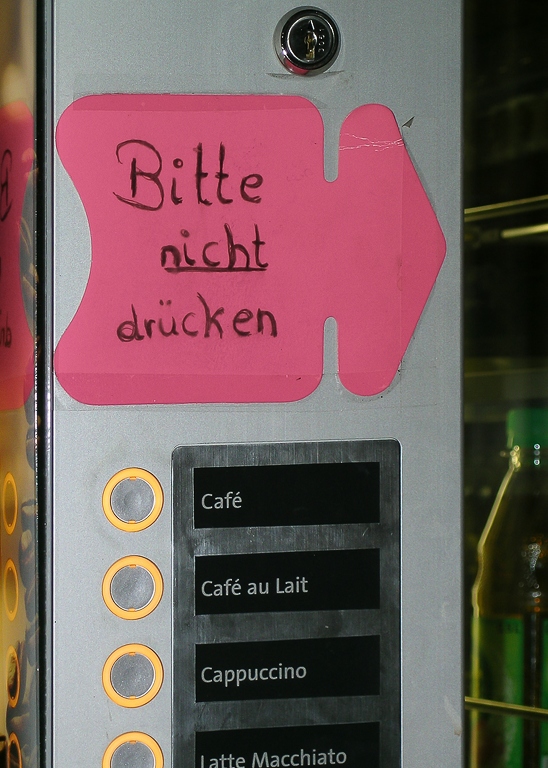 Bitte
nicht
drücken
Café
Café au Lait
Cappuccino
Latte Macchiato